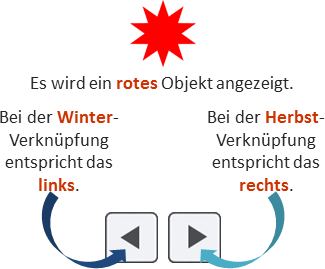 Es wird ein rotes Objekt angezeigt.
Bei der Winter-
Verknüpfung
entspricht das
links.
Bei der Herbst-
Verknüpfung
entspricht das
rechts.